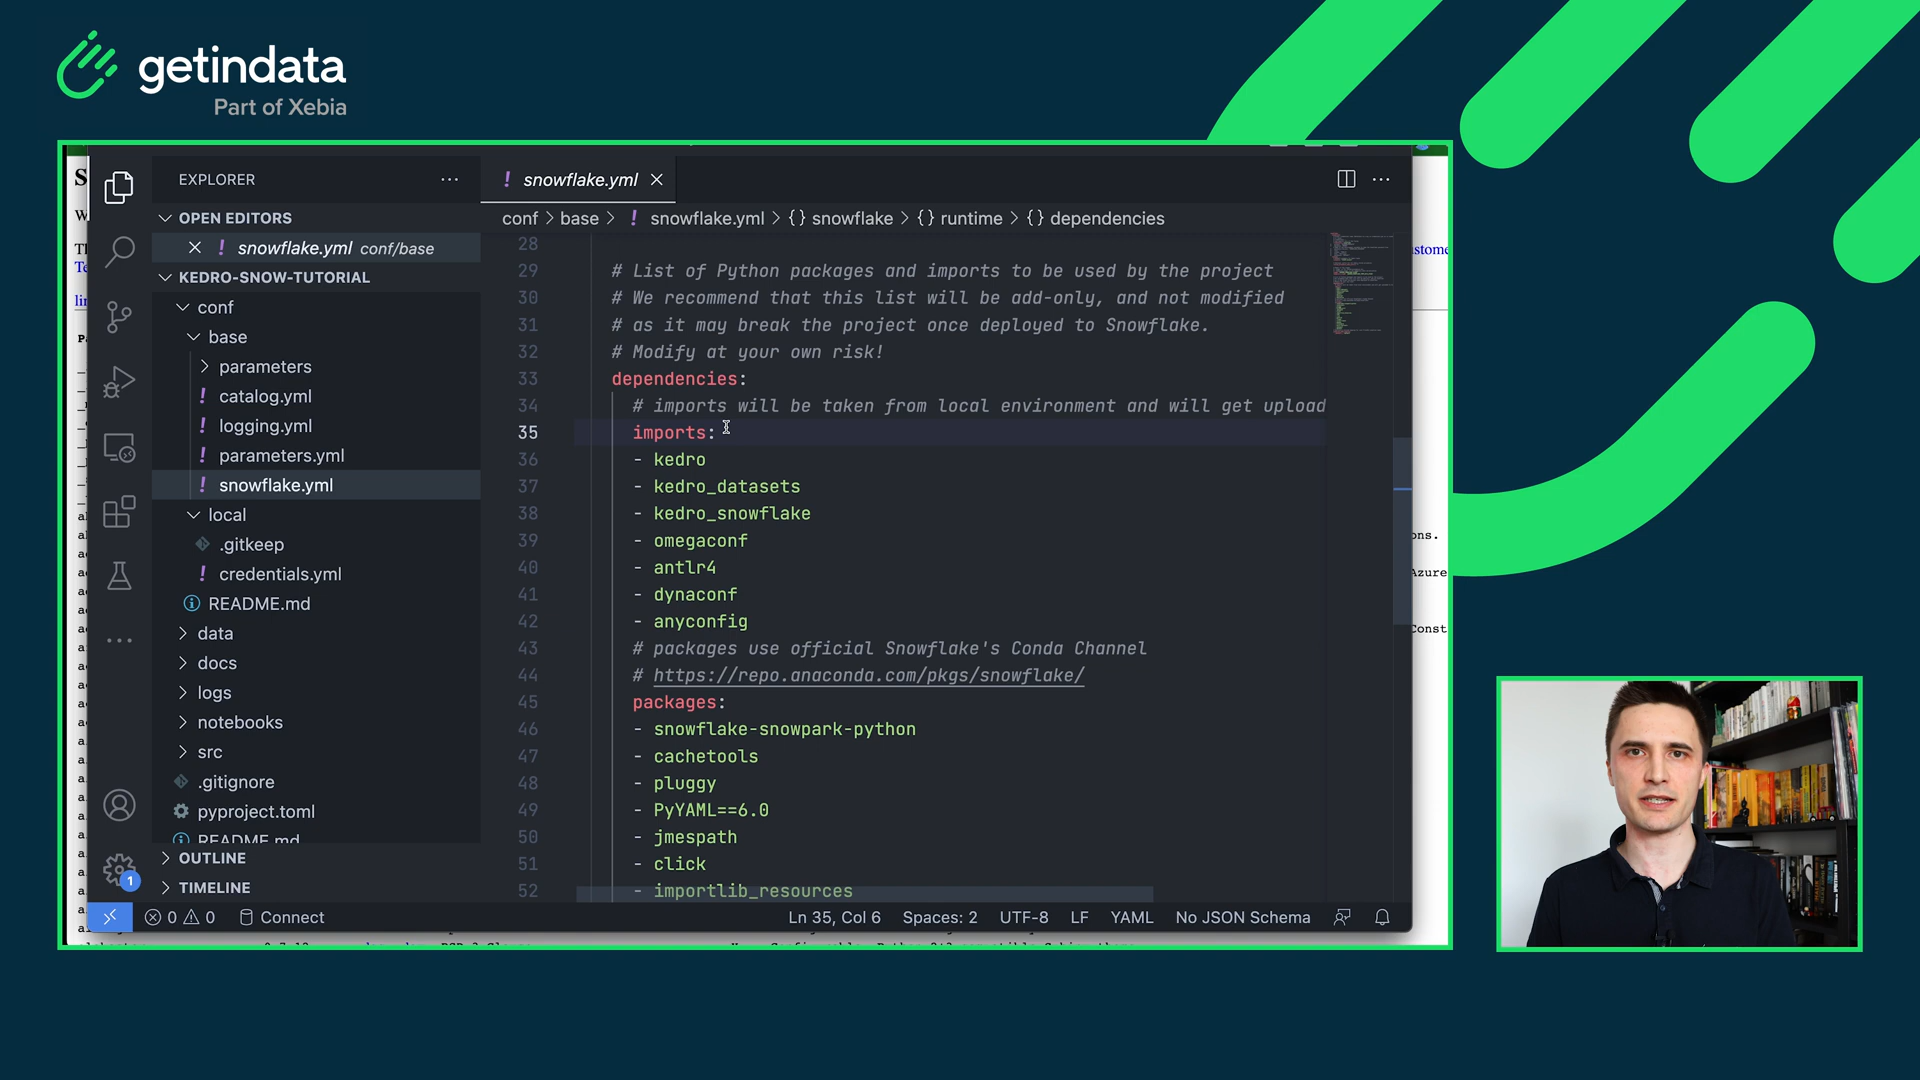 getindata
Part of Xebia
EXPLORER
OPEN EDITORS
snowflake.yml conf/base
KEDRO-SNOW-TUTORIAL
conf
base
parameters
catalog.yml
logging.yml
parameters.yml
snowflake.yml
local
.gitkeep
credentials.yml
README.md
data
docs
logs
notebooks
src
.gitignore
pyproject.toml
README.md
OUTLINE
TIMELINE
1
! snowflake.yml
conf > base > ! snowflake.yml > {} snowflake > {} runtime > {} dependencies
28
29 # List of Python packages and imports to be used by the project
30 # We recommend that this list will be add-only, and not modified
31 # as it may break the project once deployed to Snowflake.
32 # Modify at your own risk!
33 dependencies:
34 # imports will be taken from local environment and will get upload
35 imports:
36 - kedro
37 - kedro_datasets
38 - kedro_snowflake
39 - omegaconf
40 - antlr4
41 - dynaconf
42 - anyconfig
43 # packages use official Snowflake's Conda Channel
44 # https://repo.anaconda.com/pkgs/snowflake/
45 packages:
46 - snowflake-snowpark-python
47 - cachetools
48 - pluggy
49 - PyYAML==6.0
50 - jmespath
51 - click
52 - importlib_resources
0 0 Connect
Ln 35, Col 6 Spaces: 2 UTF-8 LF YAML No JSON Schema
stome
ons.
Azure
Const